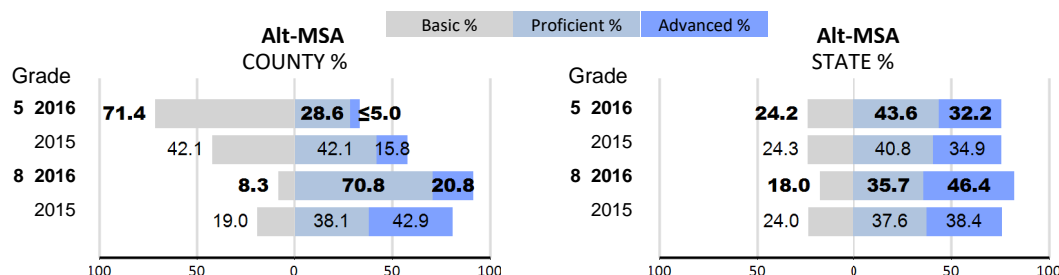 Basic % Proficient % Advanced %
Alt-MSA
COUNTY %
Grade
5 2016 71.4 28.6 ≤5.0
2015 42.1 42.1 15.8
8 2016 8.3 70.8 20.8
2015 19.0 38.1 42.9
100 50 0 50 100
Alt-MSA
STATE %
Grade
5 2016 24.2 43.6 32.2
2015 24.3 40.8 34.9
8 2016 18.0 35.7 46.4
2015 24.0 37.6 38.4
100 50 0 50 100